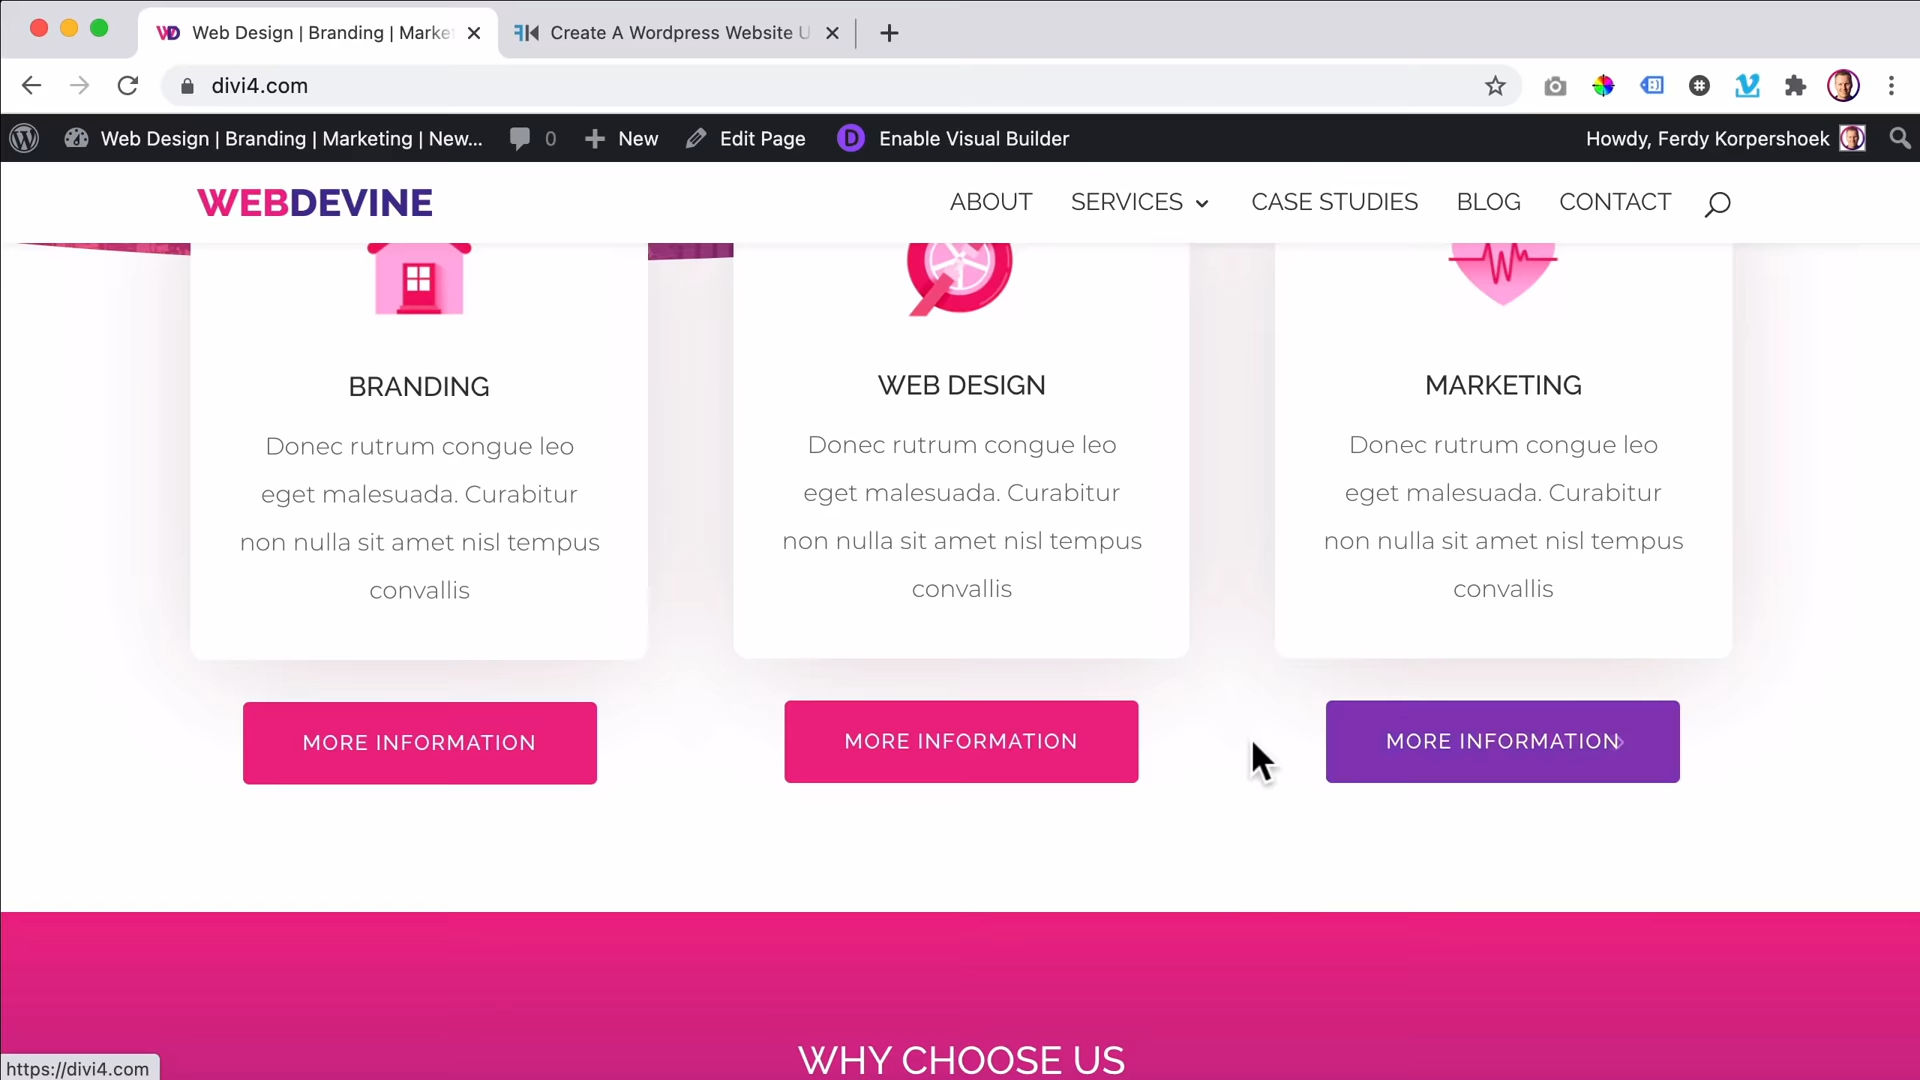 Web Design | Branding | Marke
Create A Wordpress Website U
divi4.com
Web Design | Branding | Marketing | New...
0
New
Edit Page
D
Enable Visual Builder
Howdy, Ferdy Korpershoek
WEBDEVINE
ABOUT
SERVICES
CASE STUDIES
BLOG
CONTACT
BRANDING
Donec rutrum congue leo
eget malesuada. Curabitur
non nulla sit amet nisl tempus
convallis
MORE INFORMATION
WEB DESIGN
Donec rutrum congue leo
eget malesuada. Curabitur
non nulla sit amet nisl tempus
convallis
MORE INFORMATION
MARKETING
Donec rutrum congue leo
eget malesuada. Curabitur
non nulla sit amet nisl tempus
convallis
MORE INFORMATION
WHY CHOOSE US
https://divi4.com